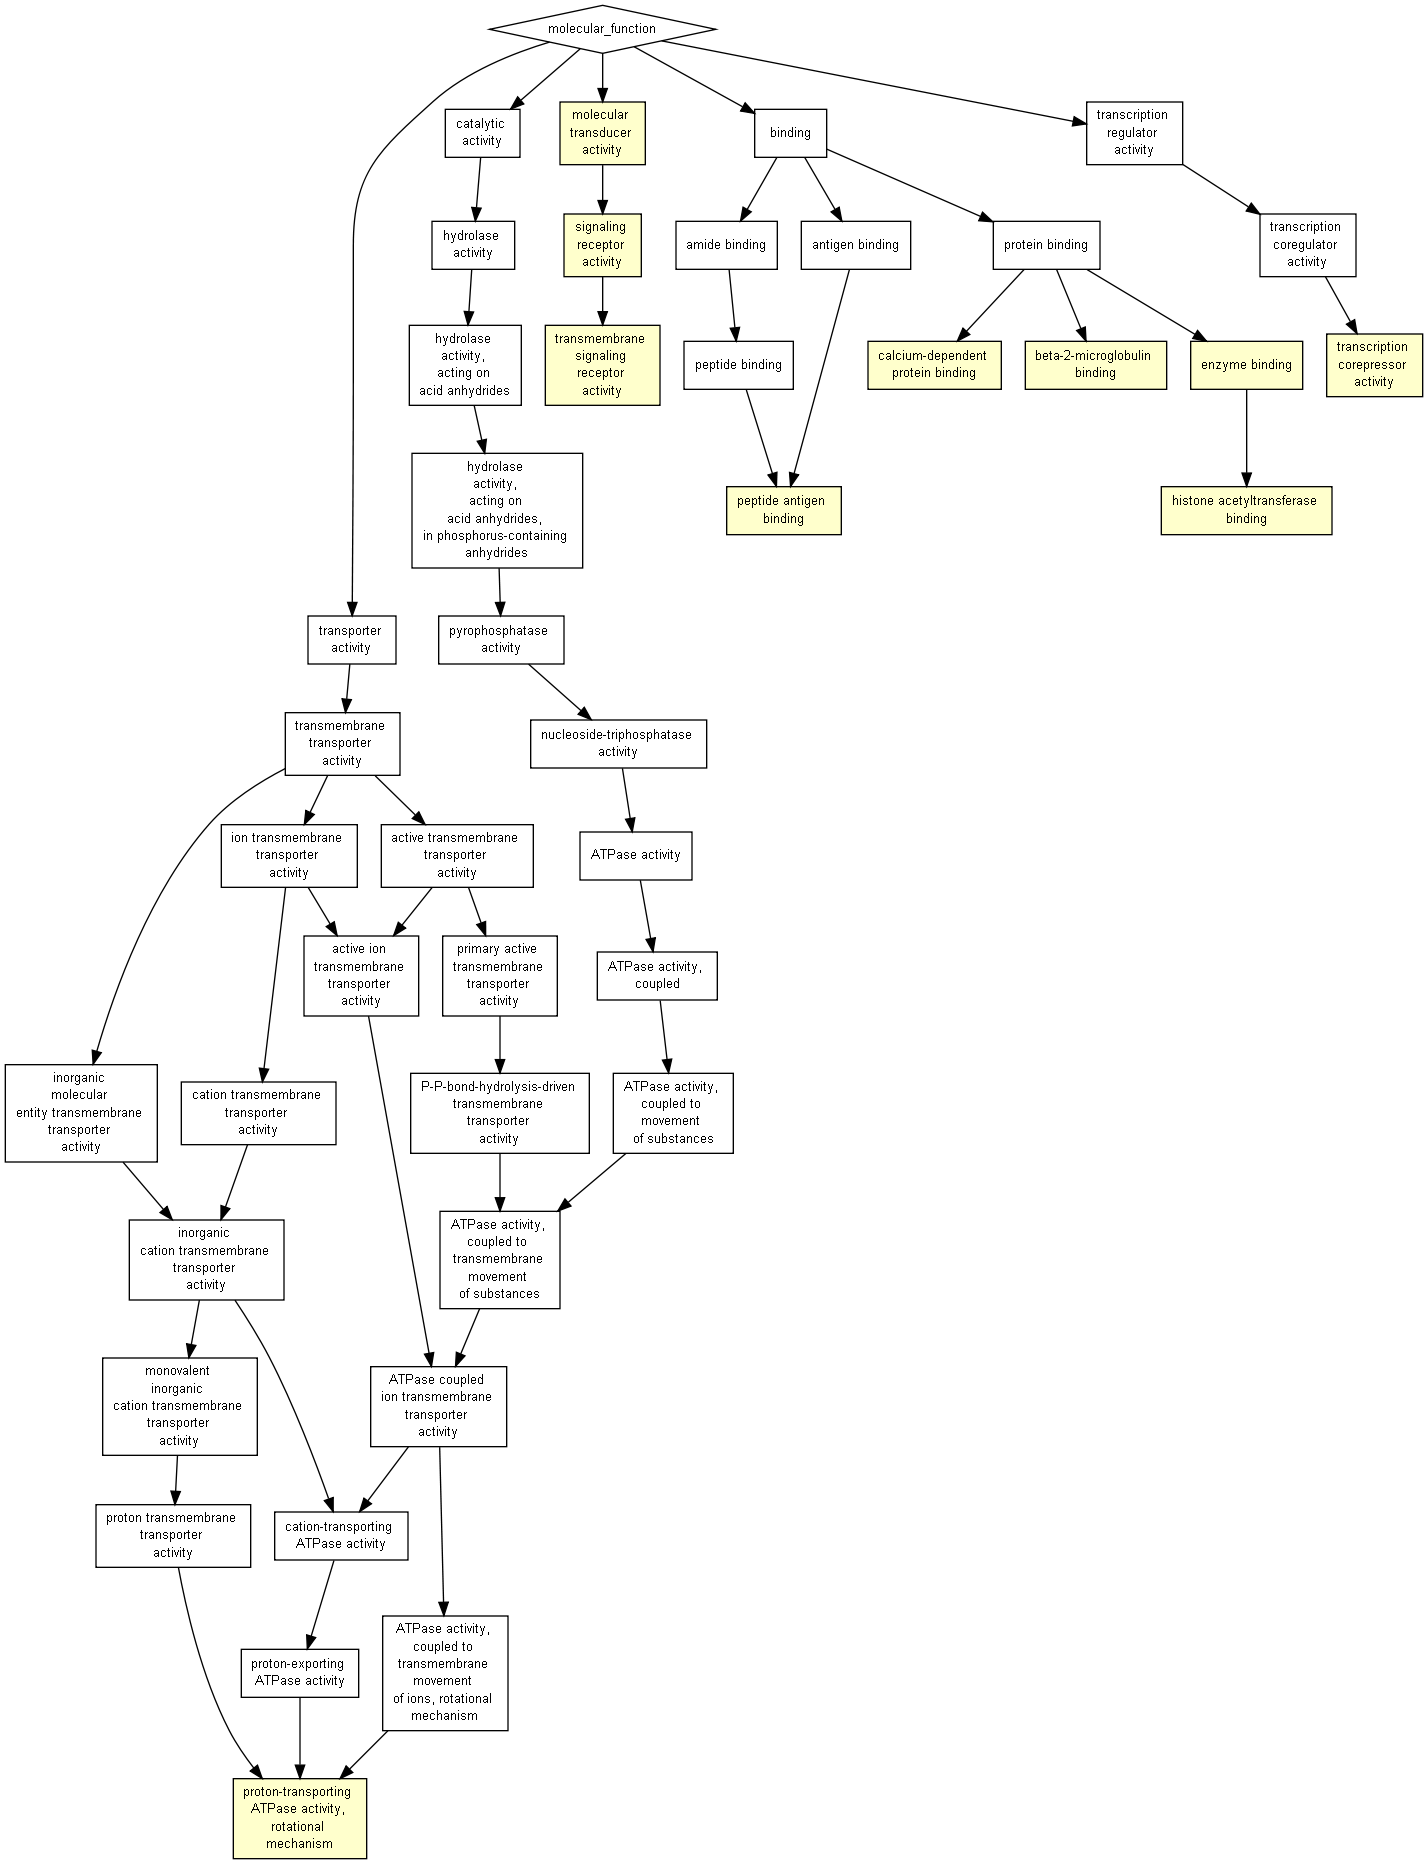 molecular_function
catalytic
activity
molecular
transducer
activity
binding
transcription
regulator
activity
hydrolase
activity
signaling
receptor
activity
amide binding
antigen binding
protein binding
transcription
coregulator
activity
hydrolase
activity,
acting on
acid anhydrides
transmembrane
signaling
receptor
activity
peptide binding
calcium-dependent
protein binding
beta-2-microglobulin
binding
enzyme binding
transcription
corepressor
activity
hydrolase
activity,
acting on
acid anhydrides,
in phosphorus-containing
anhydrides
peptide antigen
binding
histone acetyltransferase
binding
transporter
activity
pyrophosphatase
activity
transmembrane
transporter
activity
nucleoside-triphosphatase
activity
ion transmembrane
transporter
activity
active transmembrane
transporter
activity
ATPase activity
active ion
transmembrane
transporter
activity
primary active
transmembrane
transporter
activity
ATPase activity,
coupled
inorganic
molecular
entity transmembrane
transporter
activity
cation transmembrane
transporter
activity
P-P-bond-hydrolysis-driven
transmembrane
transporter
activity
ATPase activity,
coupled to
movement
of substances
inorganic
cation transmembrane
transporter
activity
ATPase activity,
coupled to
transmembrane
movement
of substances
monovalent
inorganic
cation transmembrane
transporter
activity
ATPase coupled
ion transmembrane
transporter
activity
proton transmembrane
transporter
activity
cation-transporting
ATPase activity
proton-exporting
ATPase activity
ATPase activity,
coupled to
transmembrane
movement
of ions, rotational
mechanism
proton-transporting
ATPase activity,
rotational
mechanism